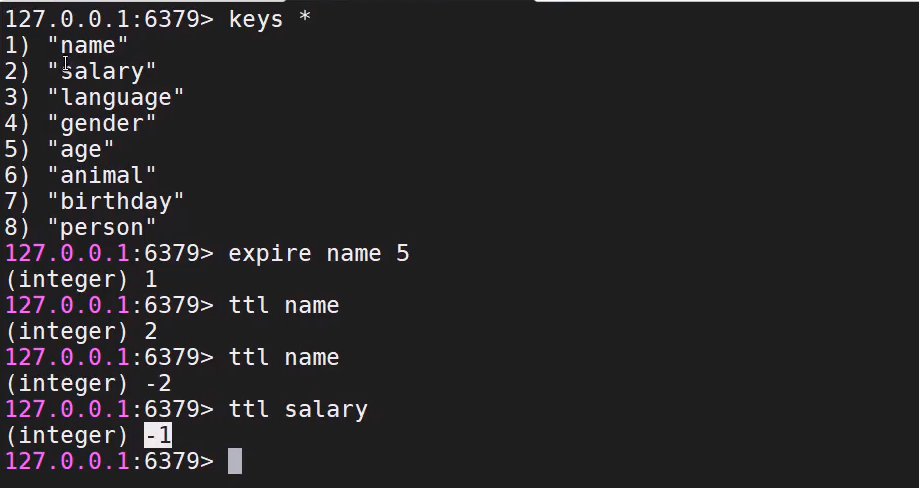 127.0.0.1:6379> keys *
1) "name"
2) "salary"
3) "language"
4) "gender"
5) "age"
6) "animal"
7) "birthday"
8) "person"
127.0.0.1:6379> expire name 5
(integer) 1
127.0.0.1:6379> ttl name
(integer) 2
127.0.0.1:6379> ttl name
(integer) -2
127.0.0.1:6379> ttl salary
(integer) -1
127.0.0.1:6379>